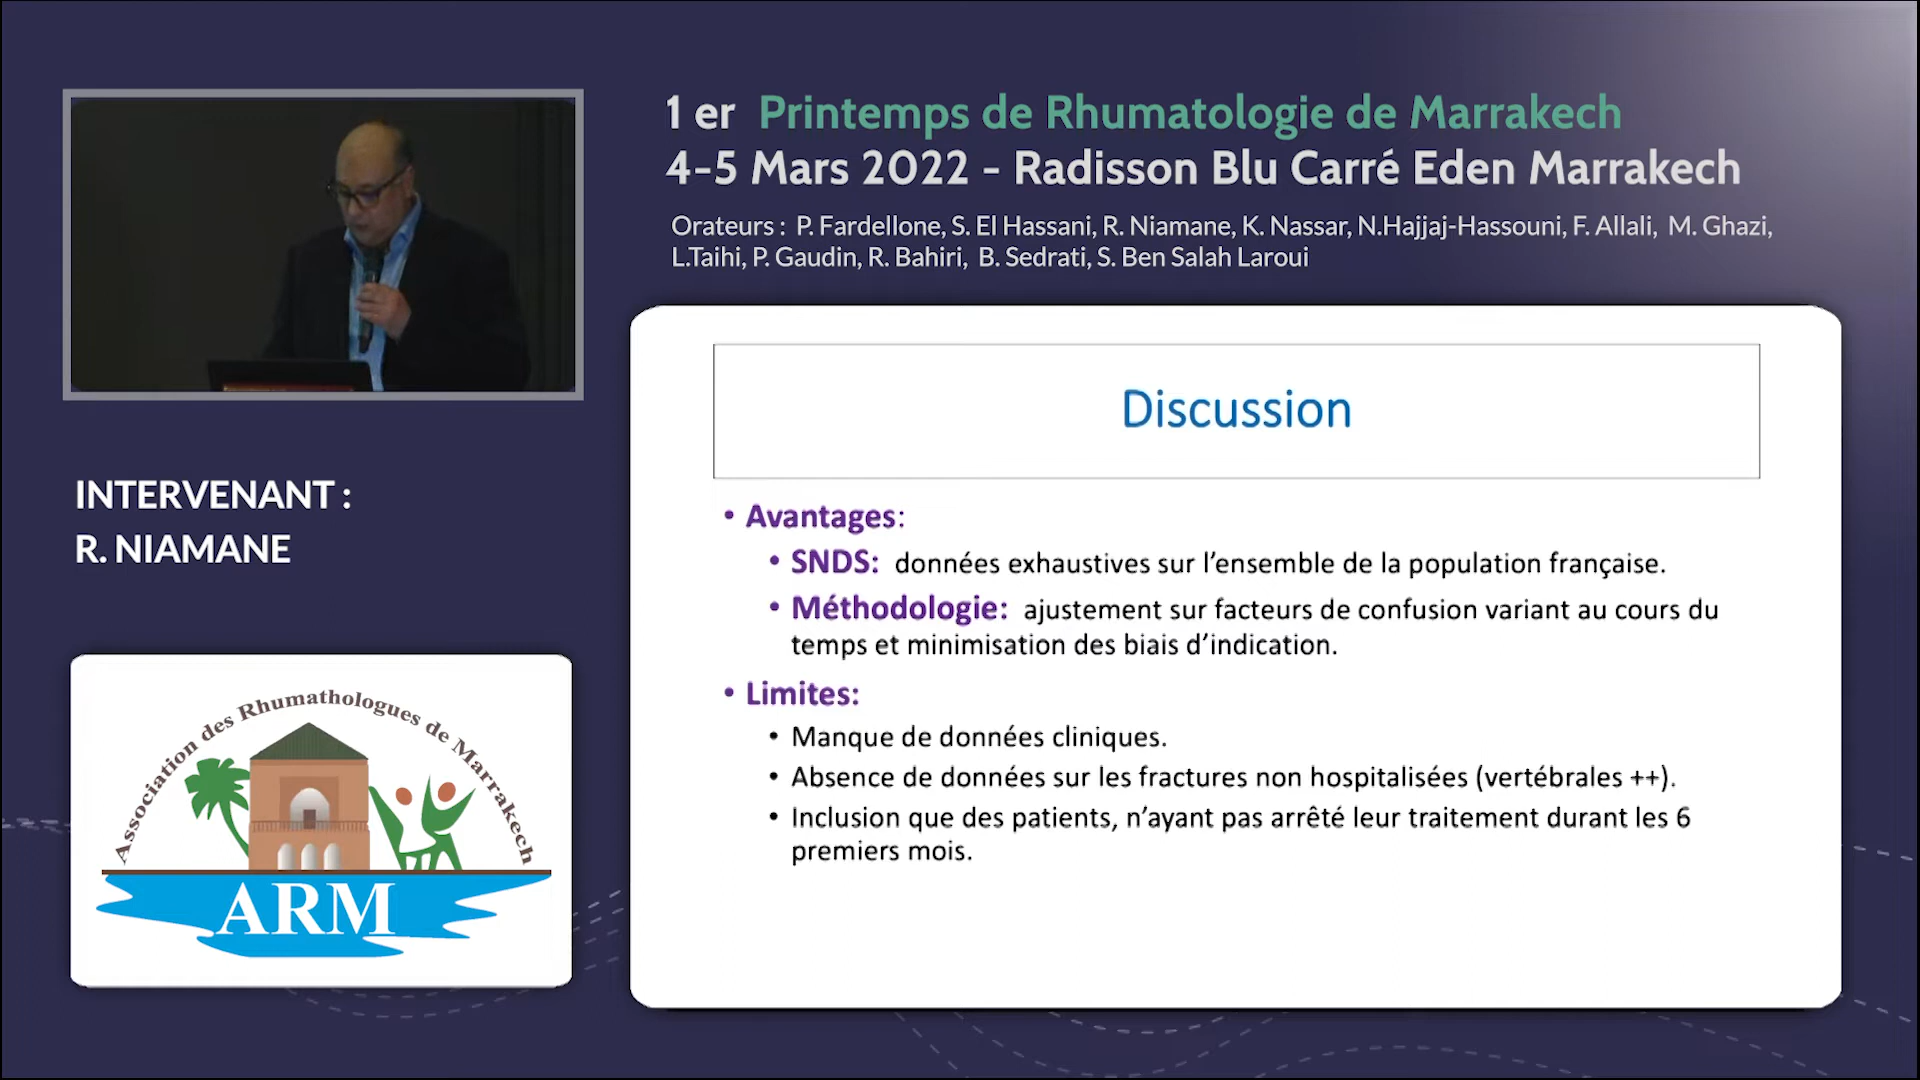 1 er Printemps de Rhumatologie de Marrakech
4-5 Mars 2022 - Radisson Blu Carré Eden Marrakech
Orateurs : P. Fardellone, S. El Hassani, R. Niamane, K. Nassar, N.Hajjaj-Hassouni, F. Allali, M. Ghazi,
L.Taihi, P. Gaudin, R. Bahiri, B. Sedrati, S. Ben Salah Laroui
INTERVENANT :
R. NIAMANE
Association des Rhumathologues de Marrakech
ARM
Discussion
• Avantages:
• SNDS: données exhaustives sur l’ensemble de la population française.
• Méthodologie: ajustement sur facteurs de confusion variant au cours du
temps et minimisation des biais d’indication.
• Limites:
• Manque de données cliniques.
• Absence de données sur les fractures non hospitalisées (vertébrales ++).
• Inclusion que des patients, n’ayant pas arrêté leur traitement durant les 6
premiers mois.